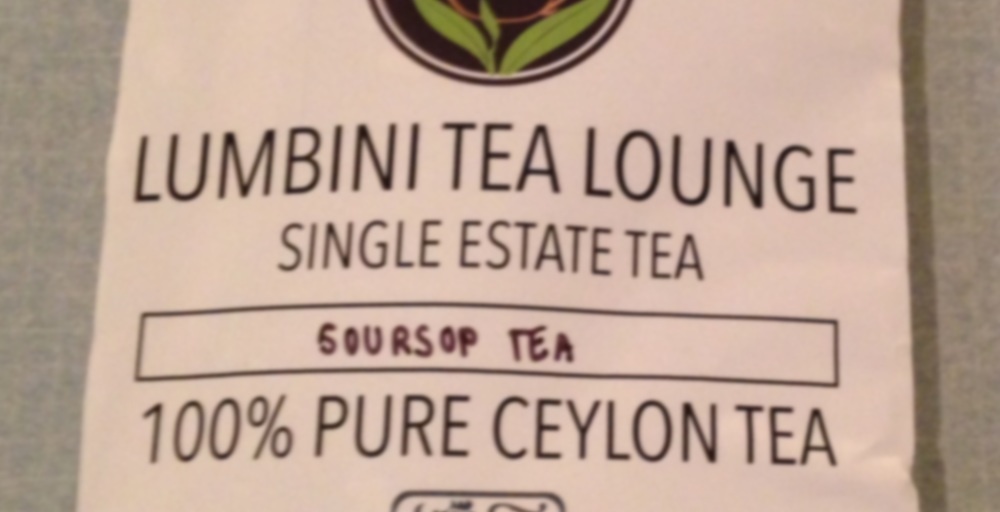 LUMBINI TEA LOUNGE
SINGLE ESTATE TEA
SOURSOP TEA
100% PURE CEYLON TEA